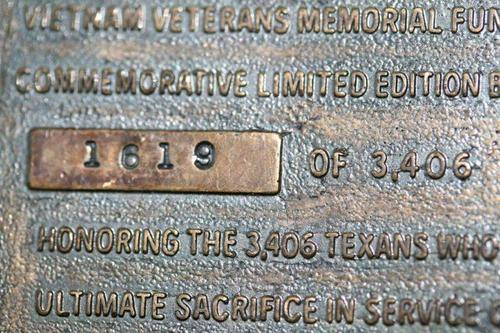 VIETNAM VETERANS MEMORIAL FU
COMMEMORATIVE LIMITED EDITION B
1619 OF 3,406
HONORING THE 3,406 TEXANS WHO
ULTIMATE SACRIFICE IN SERVICE